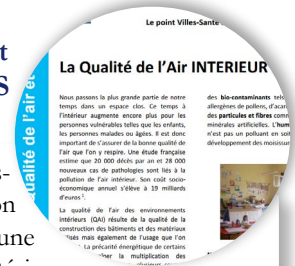 Le point Villes-Santé
La Qualité de l'Air INTERIEUR
Nous passons la plus grande partie de notre
temps dans un espace clos. Ce temps à
l'intérieur augmente encore plus pour les
personnes vulnérables telles que les enfants,
les personnes malades ou âgées. Il est donc
important de s'assurer de la bonne qualité de
l'air que l'on y respire. Une étude française
estime que 20 000 décès par an et 28 000
nouveaux cas de pathologies sont liés à la
pollution de l'air intérieur. Son coût socio-
économique annuel s'élève à 19 milliards
d'euros¹.
La qualité de l'air des environnements
intérieurs (QAI) résulte de la qualité de la
construction des bâtiments et des matériaux
mais également de l'usage que l'on
La précarité énergétique de certains
la multiplication des
des bio-contaminants
allergènes de pollens, d'acar
des particules et fibres comm
minérales artificielles. L'hum
n'est pas un polluant en soi
développement des moisissur
ualité de l'air et
t
S
s-
on
une